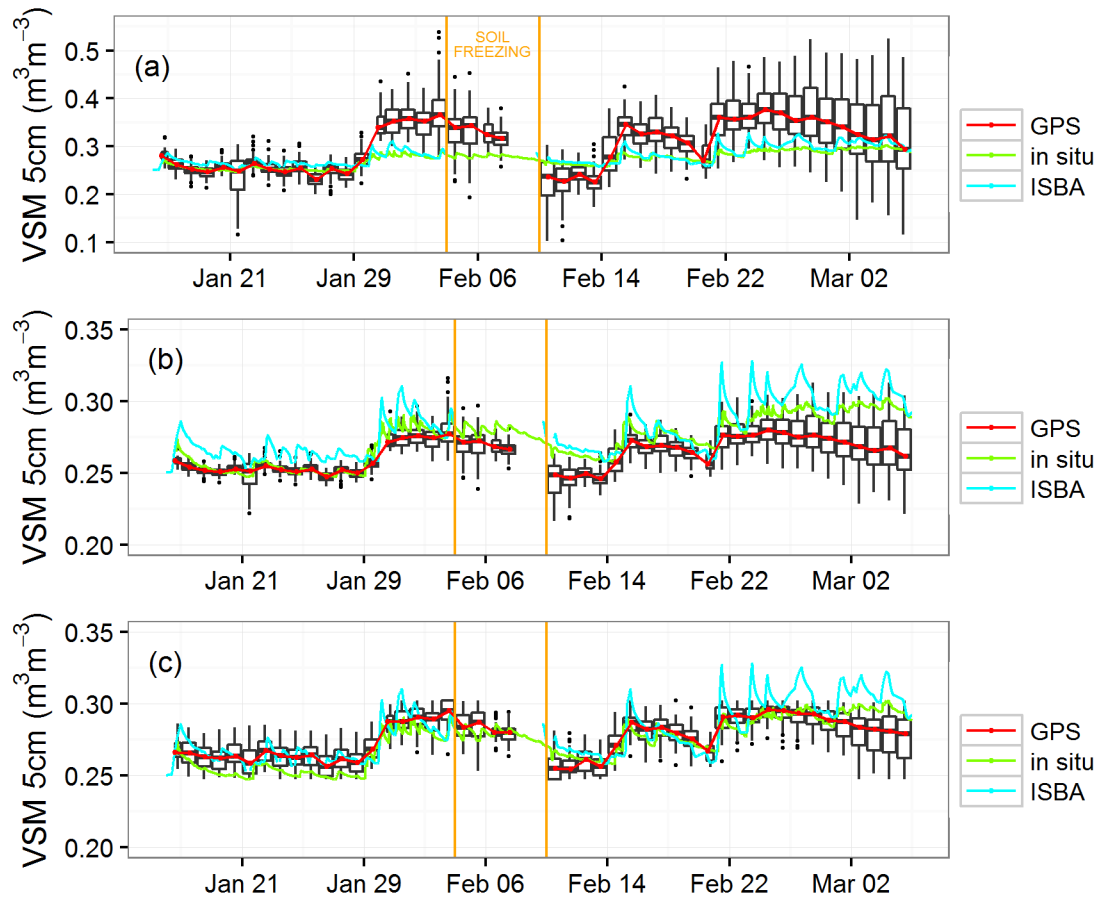 VSM 5cm (m³m⁻³)
(a)
SOIL
FREEZING
0.5
0.4
0.3
0.2
0.1
Jan 21
Jan 29
Feb 06
Feb 14
Feb 22
Mar 02
GPS
in situ
ISBA
VSM 5cm (m³m⁻³)
(b)
0.35
0.30
0.25
0.20
Jan 21
Jan 29
Feb 06
Feb 14
Feb 22
Mar 02
GPS
in situ
ISBA
VSM 5cm (m³m⁻³)
(c)
0.35
0.30
0.25
0.20
Jan 21
Jan 29
Feb 06
Feb 14
Feb 22
Mar 02
GPS
in situ
ISBA